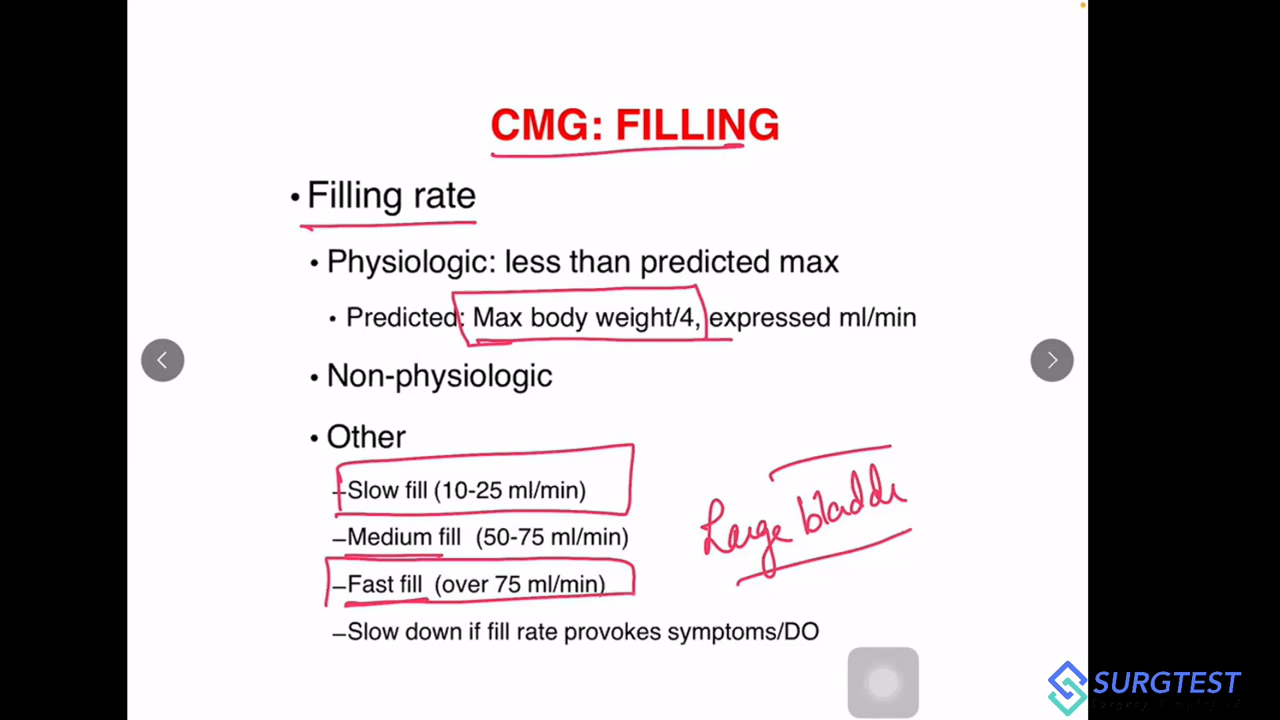 CMG: FILLING
• Filling rate
• Physiologic: less than predicted max
• Predicted: Max body weight/4, expressed ml/min
• Non-physiologic
• Other
–Slow fill (10-25 ml/min)
–Medium fill (50-75 ml/min)
–Fast fill (over 75 ml/min)
–Slow down if fill rate provokes symptoms/DO
Large bladder
SURGTEST
Surgery Simplified